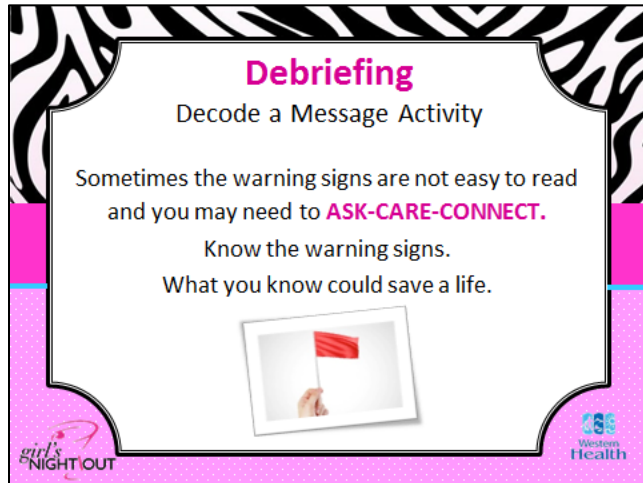 Debriefing
Decode a Message Activity
Sometimes the warning signs are not easy to read
and you may need to ASK-CARE-CONNECT.
Know the warning signs.
What you know could save a life.
girl's
NIGHT OUT
Western
Health